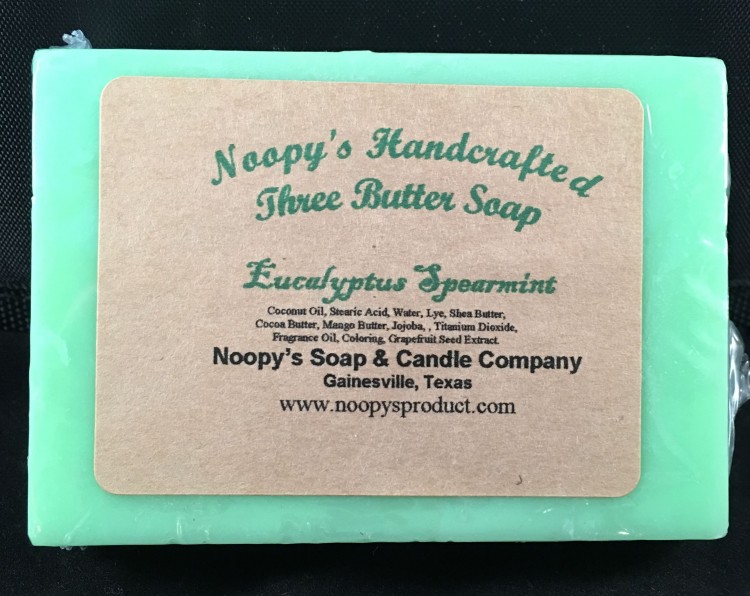 Noopy's Handcrafted
Three Butter Soap
Eucalyptus Spearmint
Coconut Oil, Stearic Acid, Water, Lye, Shea Butter,
Cocoa Butter, Mango Butter, Jojoba, , Titanium Dioxide,
Fragrance Oil, Coloring, Grapefruit Seed Extract.
Noopy's Soap & Candle Company
Gainesville, Texas
www.noopysproduct.com